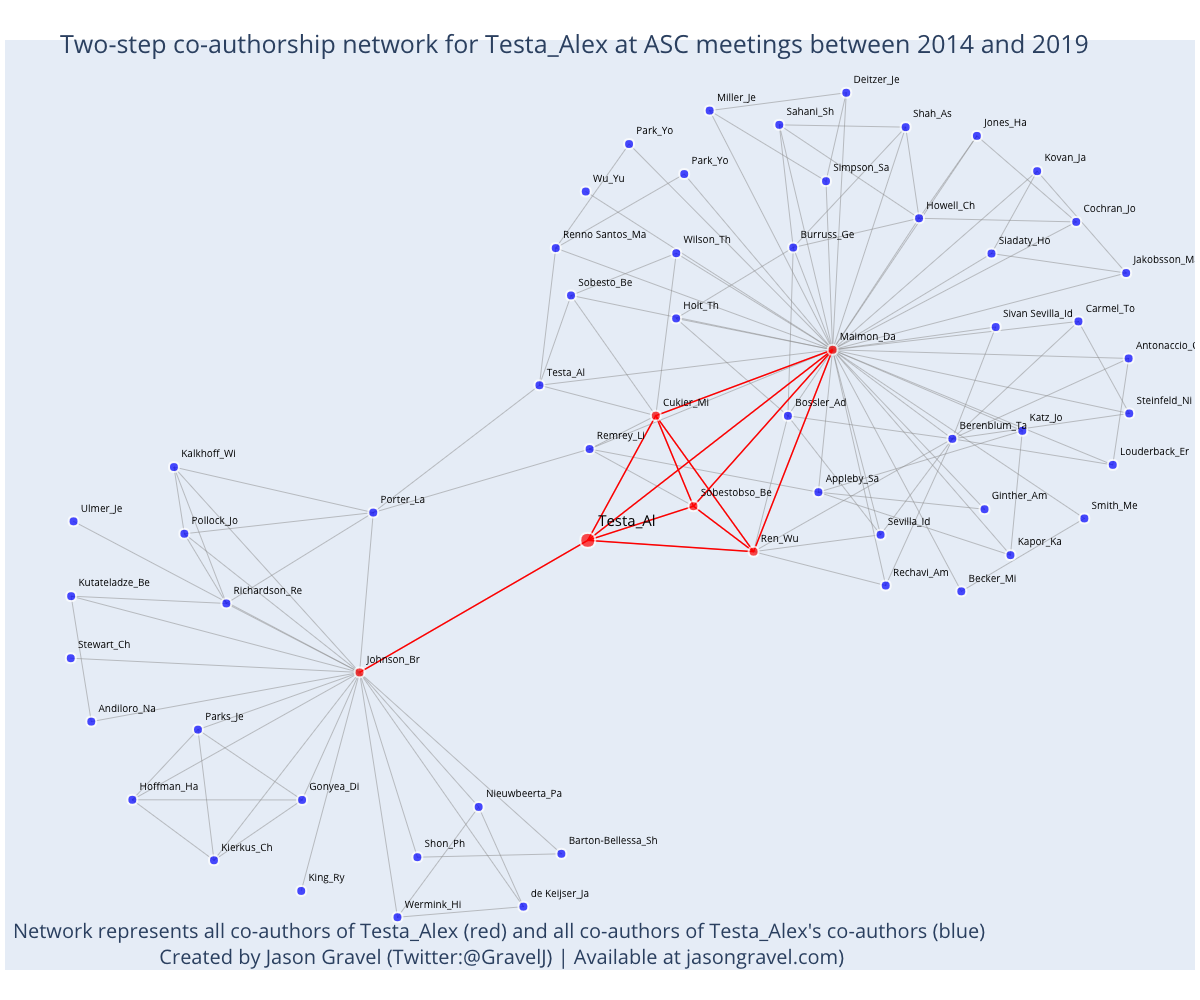 Two-step co-authorship network for Testa_Alex at ASC meetings between 2014 and 2019
Deitzer_Je
Miller_Je
Sahani_Sh
Shah_As
Jones_Ha
Park_Yo
Park_Yo
Kovan_Ja
Simpson_Sa
Wu_Yu
Howell_Ch
Cochran_Jo
Renno Santos_Ma
Wilson_Th
Burruss_Ge
Sladaty_Ho
Jakobsson_M
Sobesto_Be
Holt_Th
Sivan Sevilla_Id
Carmel_To
Maimon_Da
Antonaccio_O
Testa_Al
Cukier_Mi
Bossler_Ad
Steinfeld_Ni
Berenblum_Ta
Katz_Jo
Remrey_Li
Kalkhoff_Wi
Louderback_Er
Appleby_Sa
Porter_La
Sobestobso_Be
Ginther_Am
Ulmer_Je
Pollock_Jo
Testa_Al
Sevilla_Id
Smith_Me
Ren_Wu
Kapor_Ka
Kutateladze_Be
Richardson_Re
Rechavi_Am
Becker_Mi
Stewart_Ch
Johnson_Br
Andiloro_Na
Parks_Je
Hoffman_Ha
Gonyea_Di
Nieuwbeerta_Pa
Klerkus_Ch
Shon_Ph
Barton-Bellessa_Sh
King_Ry
Wermink_Hi
de Keijser_Ja
Network represents all co-authors of Testa_Alex (red) and all co-authors of Testa_Alex's co-authors (blue)
Created by Jason Gravel (Twitter:@GravelJ) | Available at jasongravel.com)